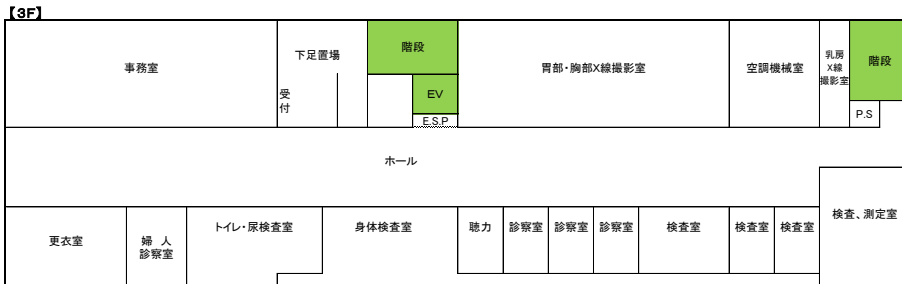 【3F】
事務室
下足置場
階段
胃部・胸部X線撮影室
空調機械室
乳房
X線
撮影室
階段
受
付
EV
E.S.P
P.S
ホール
更衣室
婦　人
診察室
トイレ・尿検査室
身体検査室
聴力
診察室
診察室
診察室
検査室
検査室
検査室
検査、測定室